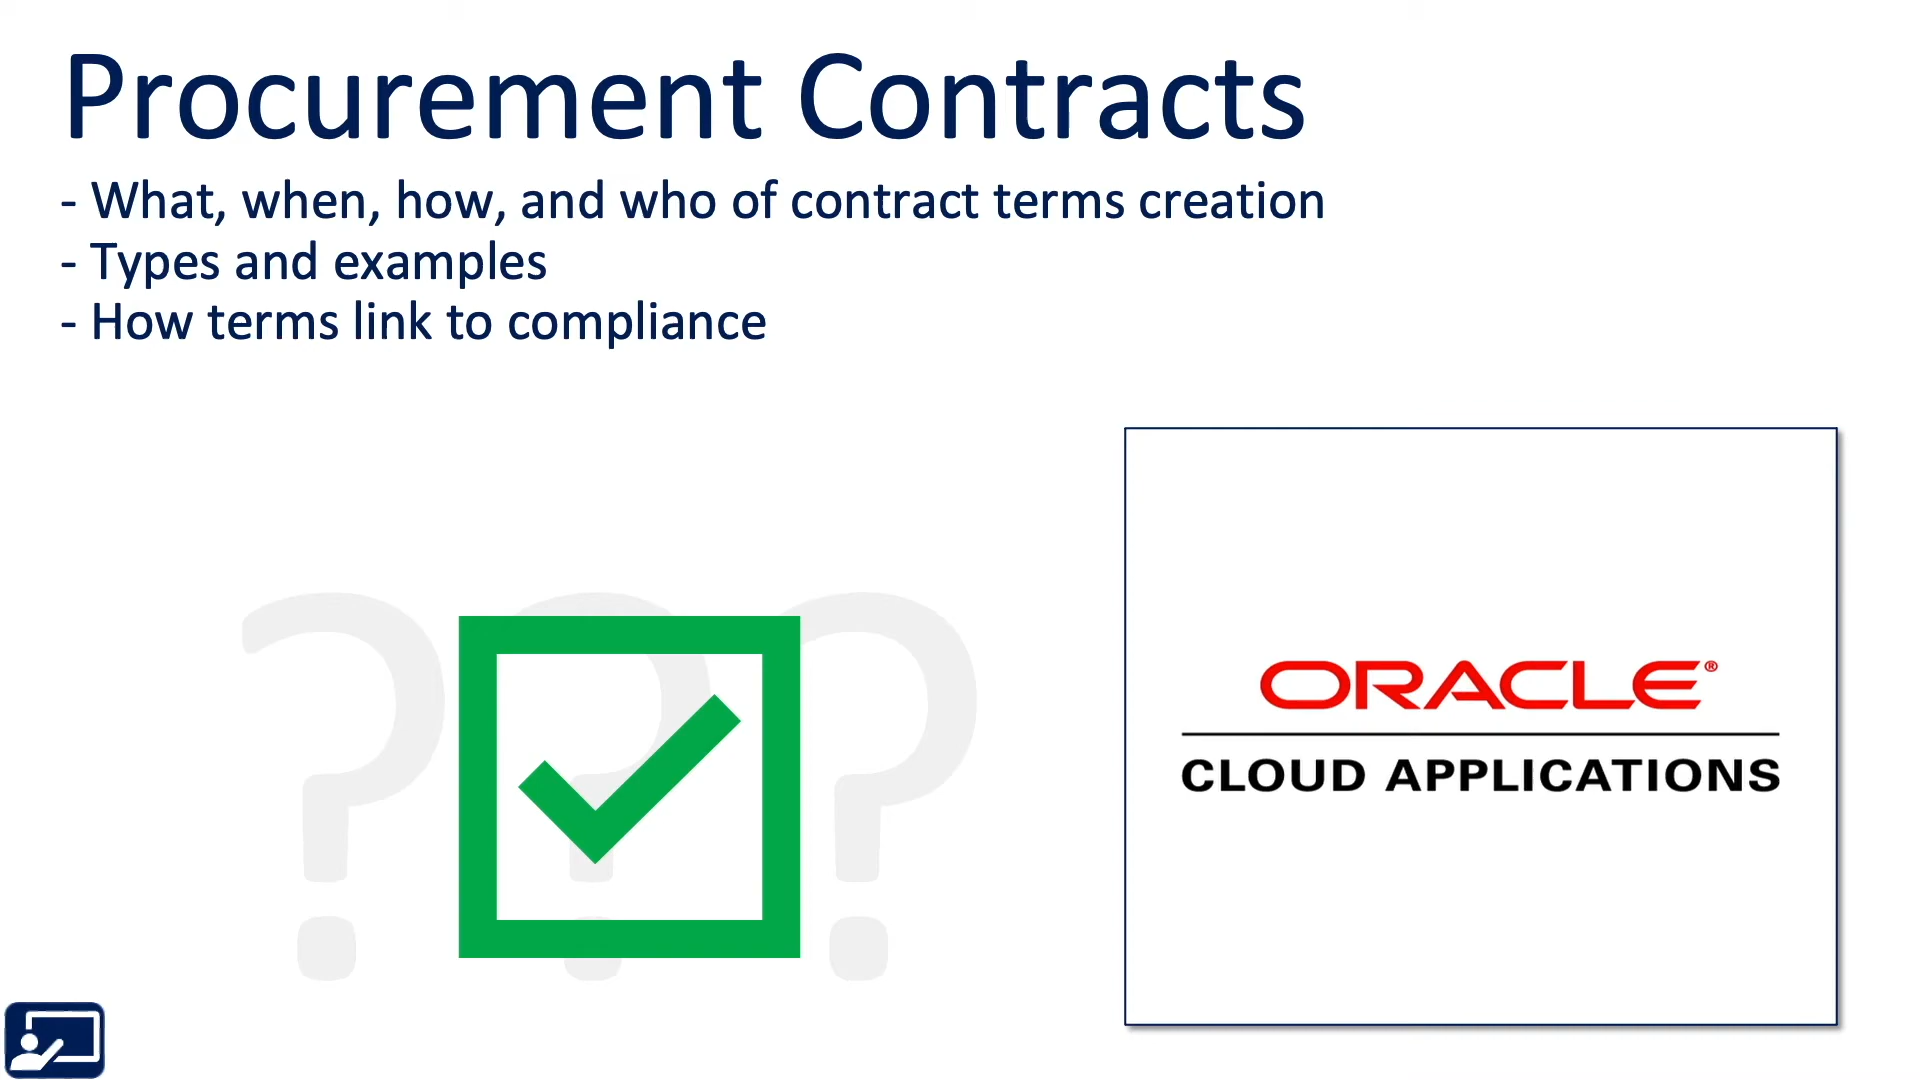 Procurement Contracts
- What, when, how, and who of contract terms creation
- Types and examples
- How terms link to compliance
???
ORACLE®
CLOUD APPLICATIONS